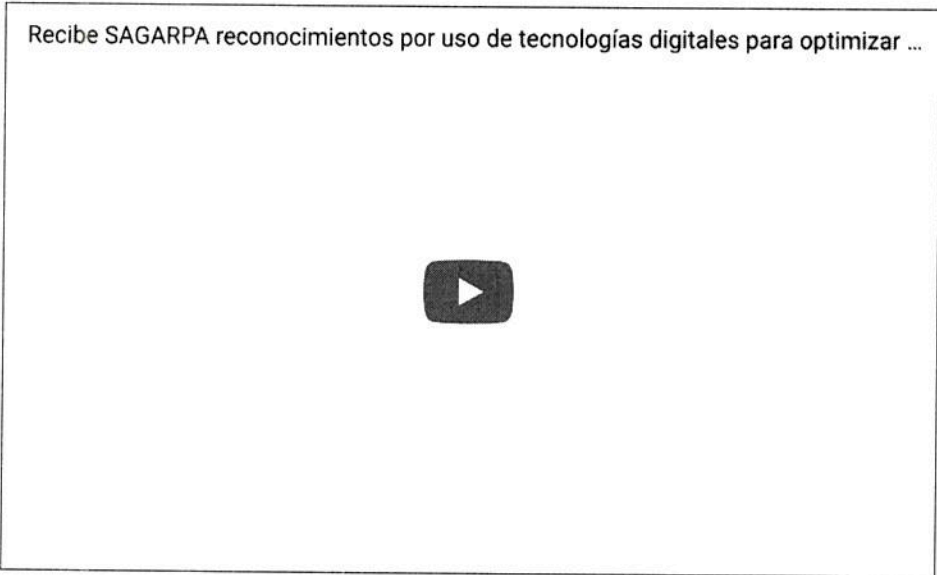 Recibe SAGARPA reconocimientos por uso de tecnologías digitales para optimizar ...